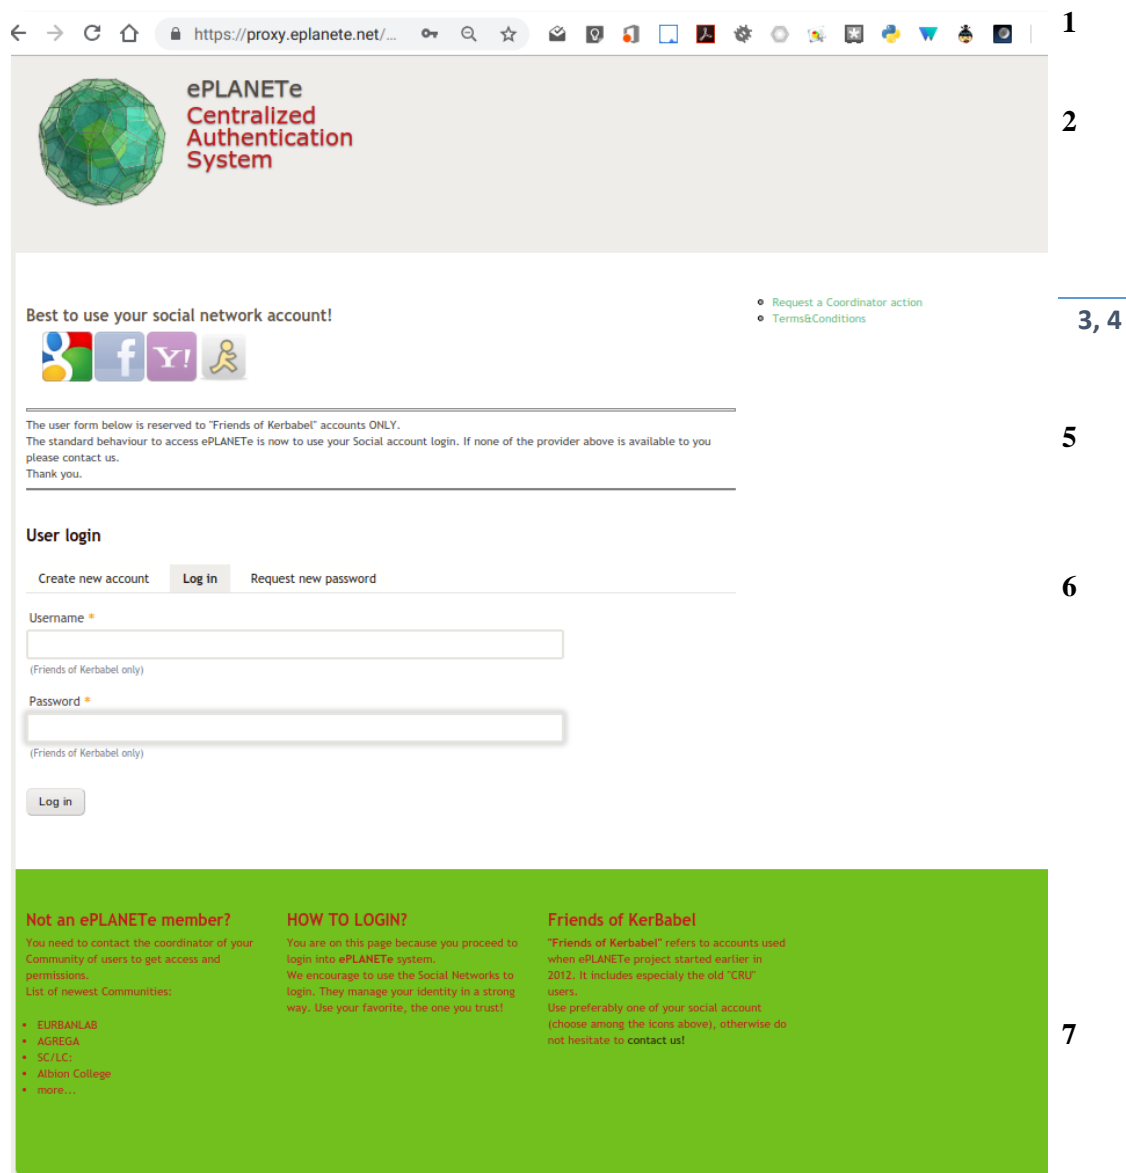 https://proxy.eplanete.net/...
1
ePLANETe
Centralized
Authentication
System
2
Best to use your social network account!
Y!
Request a Coordinator action
Terms&Conditions
3, 4
The user form below is reserved to "Friends of Kerbabel" accounts ONLY.
The standard behaviour to access ePLANETe is now to use your Social account login. If none of the provider above is available to you
please contact us.
Thank you.
5
User login
Create new account
Log in
Request new password
6
Username *
(Friends of Kerbabel only)
Password *
(Friends of Kerbabel only)
Log in
Not an ePLANETe member?
You need to contact the coordinator of your
Community of users to get access and
permissions.
List of newest Communities:
EURBANLAB
AGREGA
SC/LC:
Albion College
more...
HOW TO LOGIN?
You are on this page because you proceed to
login into ePLANETe system.
We encourage to use the Social Networks to
login. They manage your identity in a strong
way. Use your favorite, the one you trust!
Friends of KerBabel
"Friends of Kerbabel" refers to accounts used
when ePLANETe project started earlier in
2012. It includes especialy the old "CRU"
users.
Use preferably one of your social account
(choose among the icons above), otherwise do
not hesitate to contact us!
7